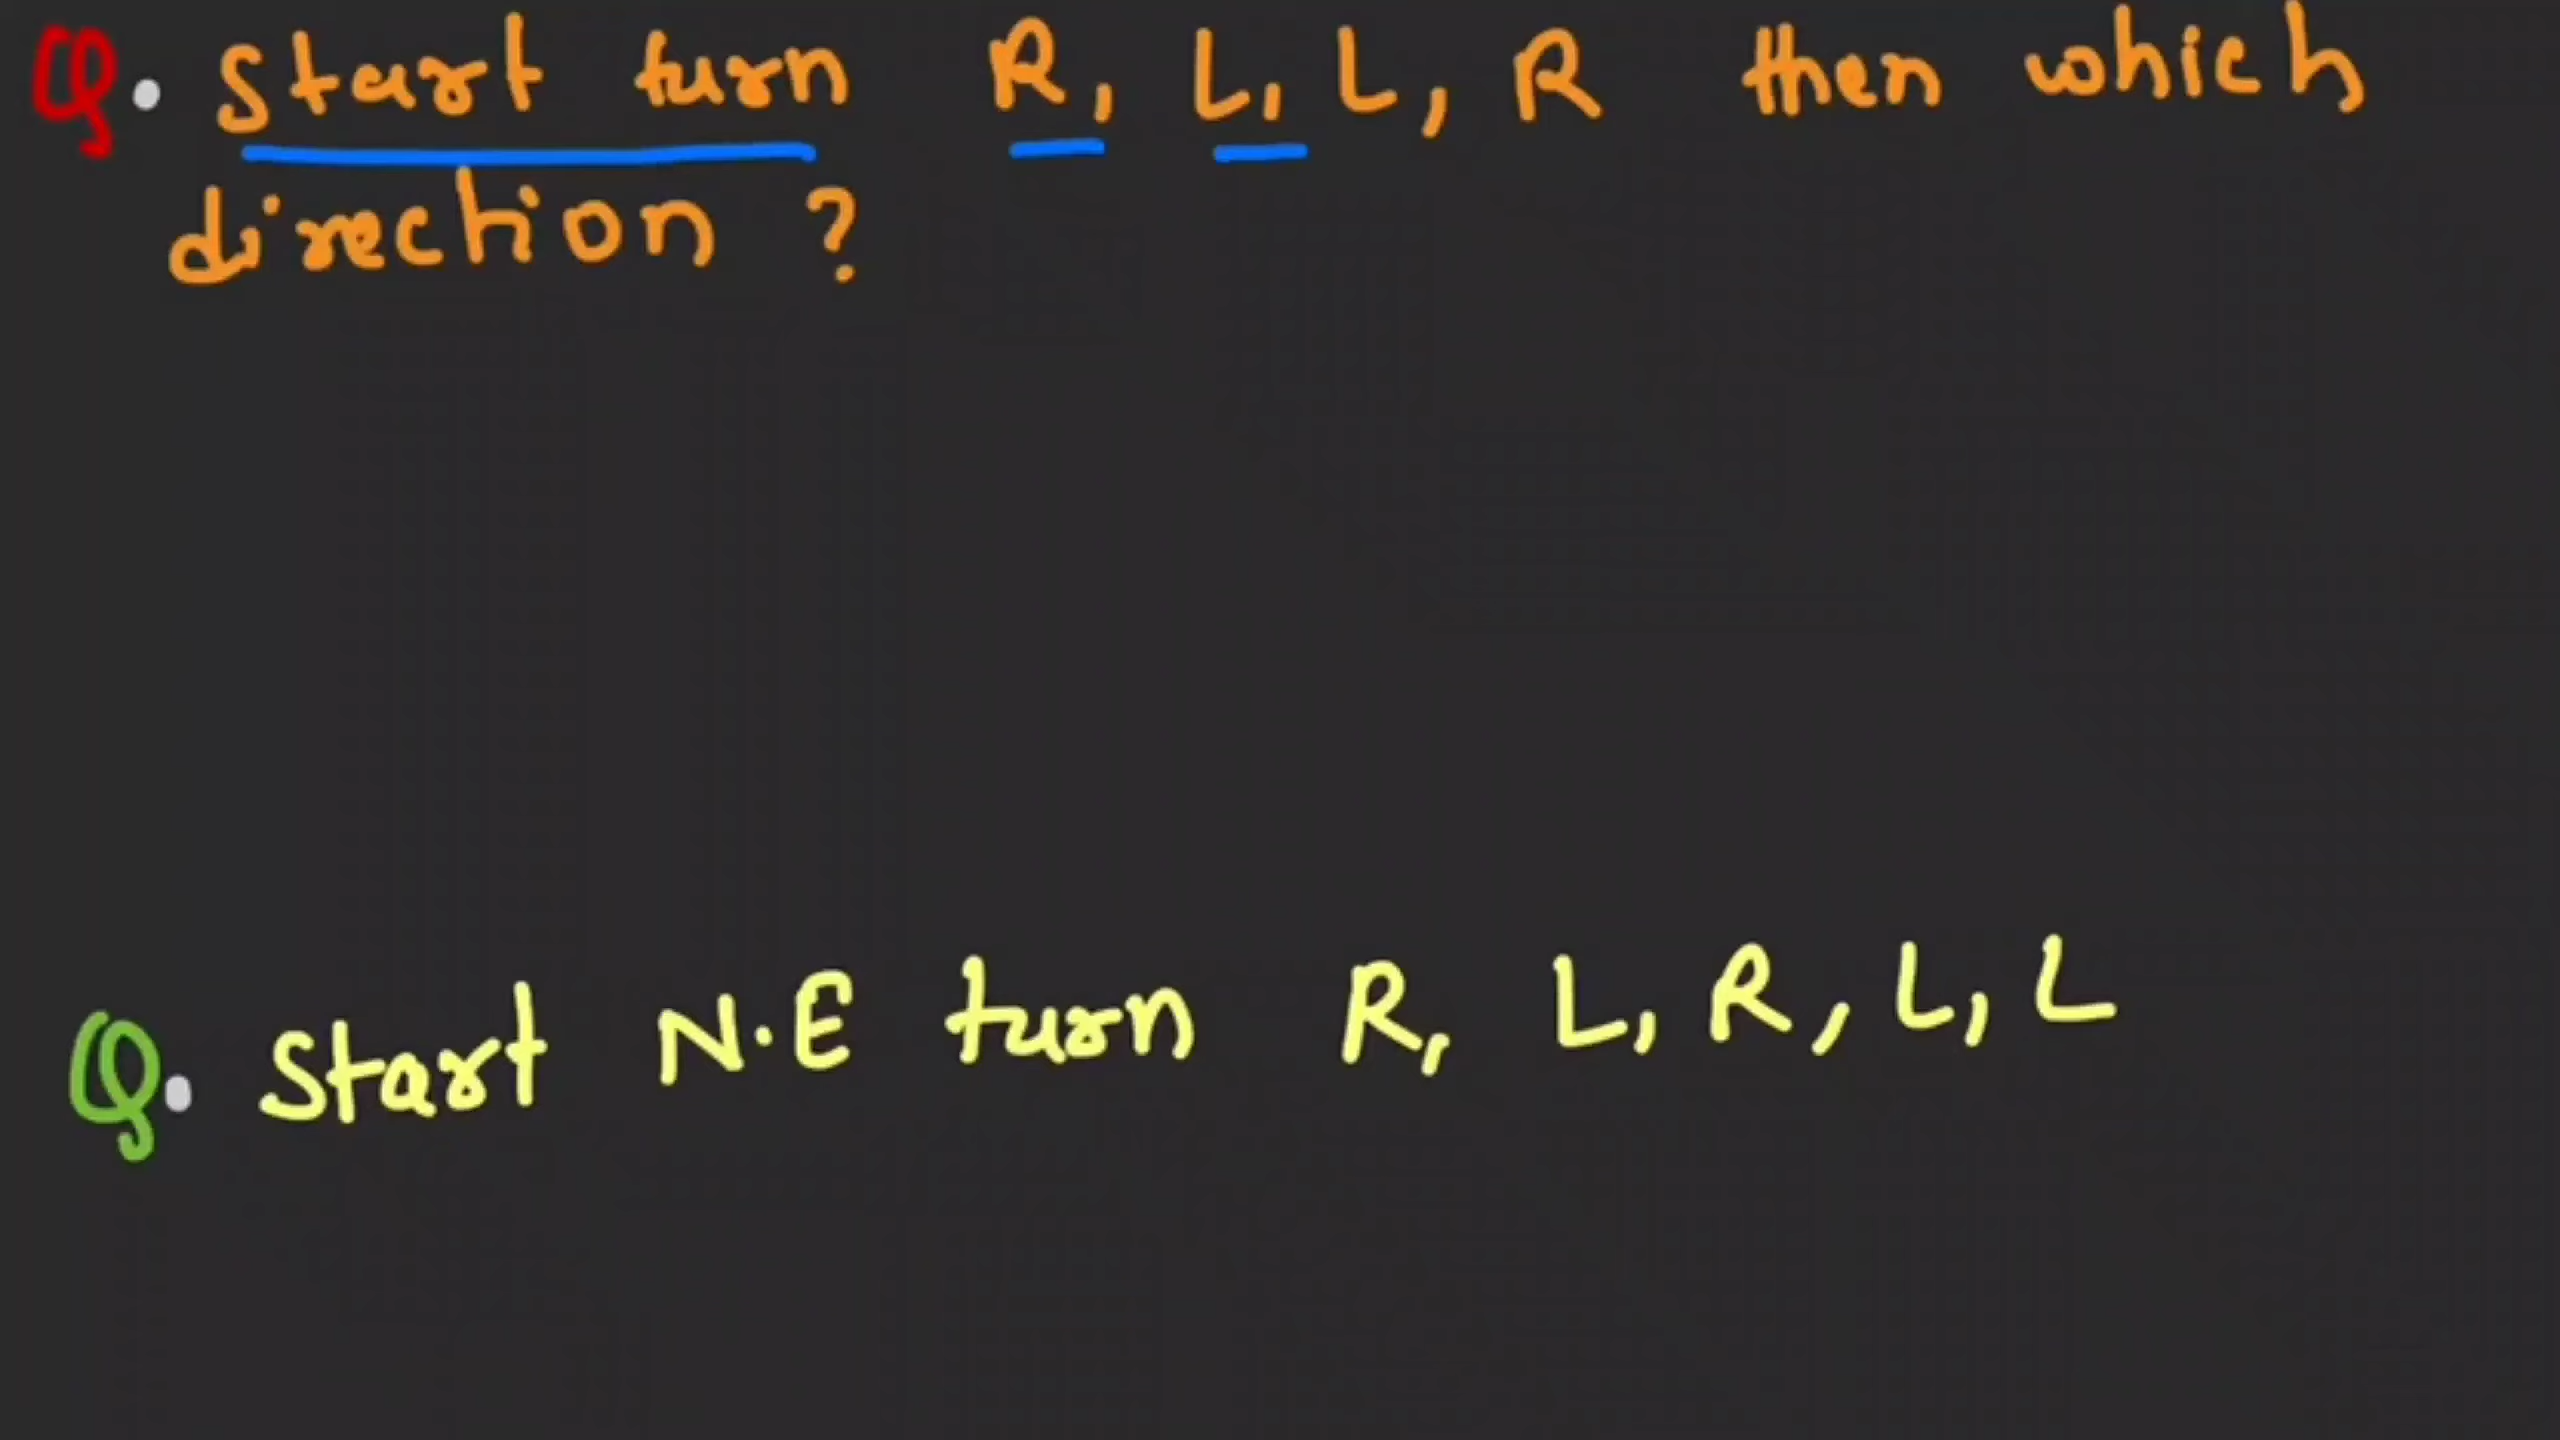 Q. Start turn R, L, L, R then which
direction ?
Q. Start N.E turn R, L, R, L, L